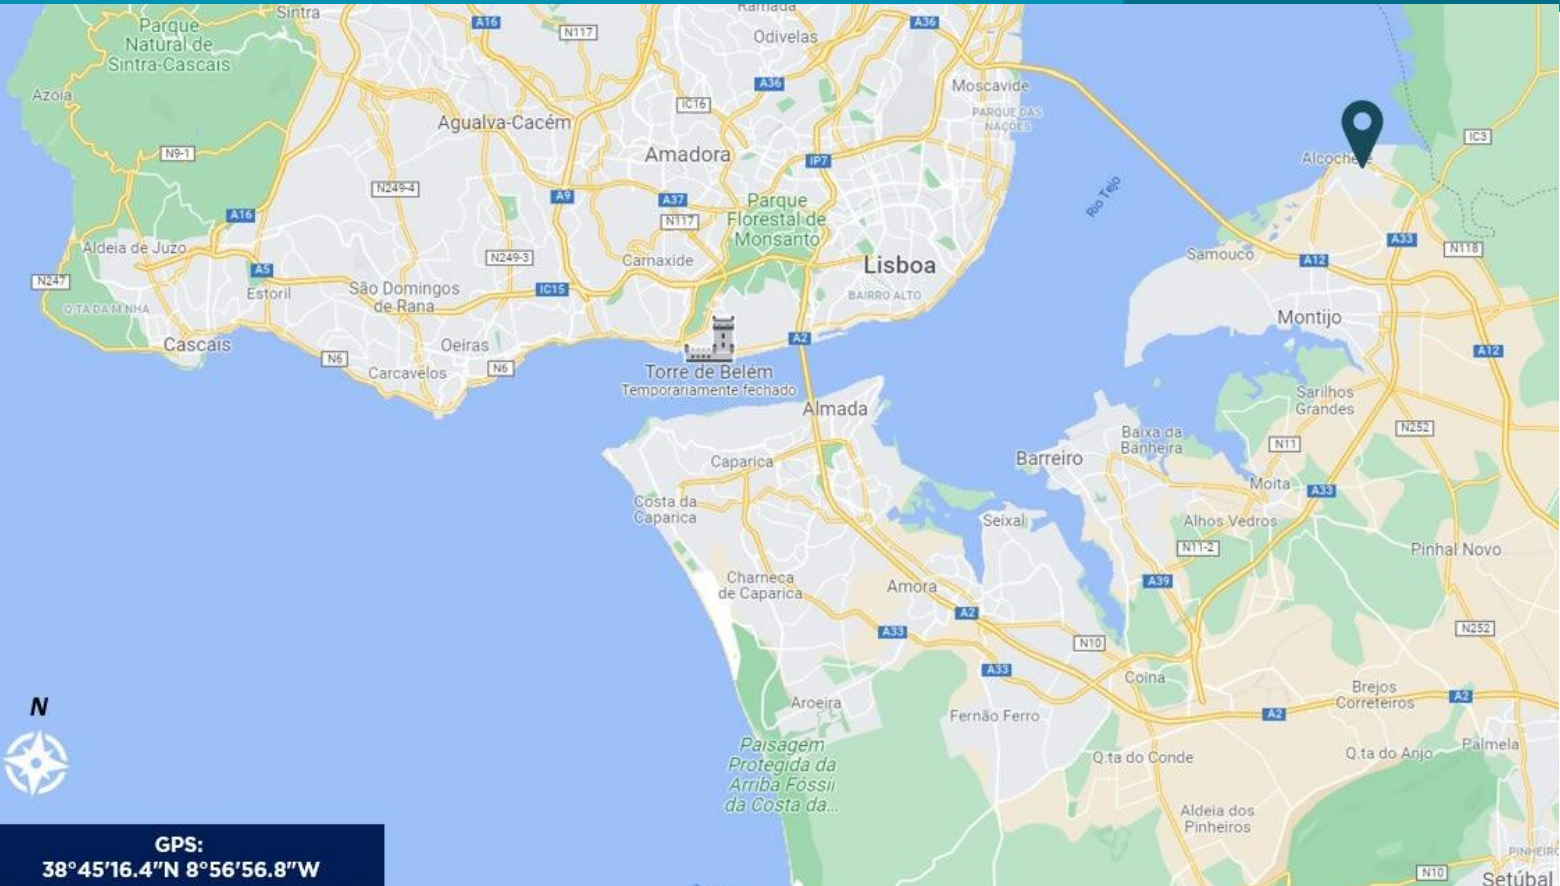 Sintra
A16
N117
Ramada
Odivelas
A36
Parque
Natural de
Sintra-Cascais
A36
Moscavide
Azóia
IC16
PARQUE DAS
NAÇÕES
Agualva-Cacém
IC3
N9-1
Amadora
IP7
Alcochete
N249-4
A9
A37
Parque
Florestal de
Monsanto
Rio Tejo
A16
N117
Aldeia de Juzo
N249-3
Carnaxide
Lisboa
Samouco
A33
N118
A12
A5
N247
Estoril
São Domingos
de Rana
IC15
BAIRRO ALTO
Q.TA DA MINHA
Montijo
Cascais
N6
Oeiras
A2
A12
Carcavelos
N6
Torre de Belém
Temporariamente fechado
Sarilhos
Grandes
Almada
Baixa da
Banheira
N252
Caparica
Barreiro
N11
Moita
A33
Costa da
Caparica
Seixal
Alhos Vedros
N11-2
Pinhal Novo
Charneca
de Caparica
Amora
A39
A2
A33
N10
N252
A33
Coina
Brejos
Correteiros
A2
Aroeira
Fernão Ferro
A2
N
Paisagem
Protegida da
Arriba Fóssil
da Costa da...
Q.ta do Conde
Q.ta do Anjo
Palmela
Aldeia dos
Pinheiros
GPS:
38°45'16.4"N 8°56'56.8"W
PINHEIRO
N10
Setúbal